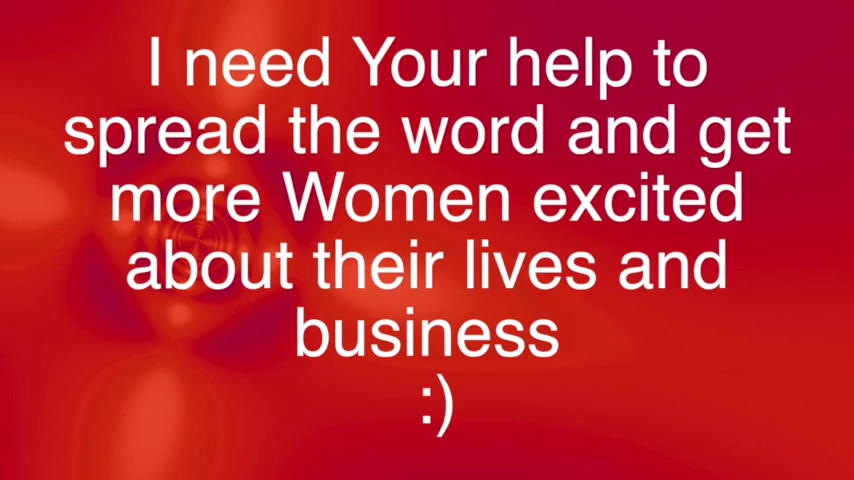 I need Your help to
spread the word and get
more Women excited
about their lives and
business
:)